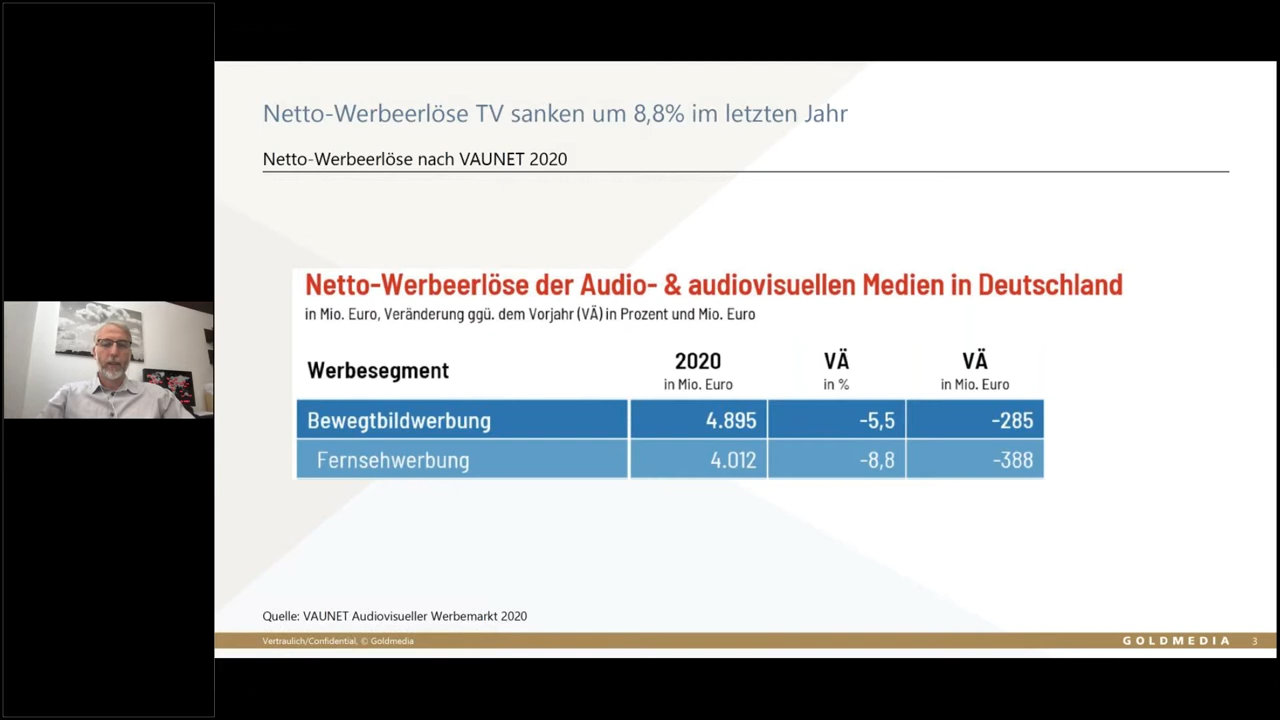 Netto-Werbeerlöse TV sanken um 8,8% im letzten Jahr
Netto-Werbeerlöse nach VAUNET 2020
Netto-Werbeerlöse der Audio- & audiovisuellen Medien in Deutschland
in Mio. Euro, Veränderung ggü. dem Vorjahr (VÄ) in Prozent und Mio. Euro
Werbesegment 2020 in Mio. Euro VÄ in % VÄ in Mio. Euro
Bewegtbildwerbung 4.895 -5,5 -285
Fernsehwerbung 4.012 -8,8 -388
Quelle: VAUNET Audiovisueller Werbemarkt 2020
Vertraulich/Confidential, © Goldmedia GOLDMEDIA 3